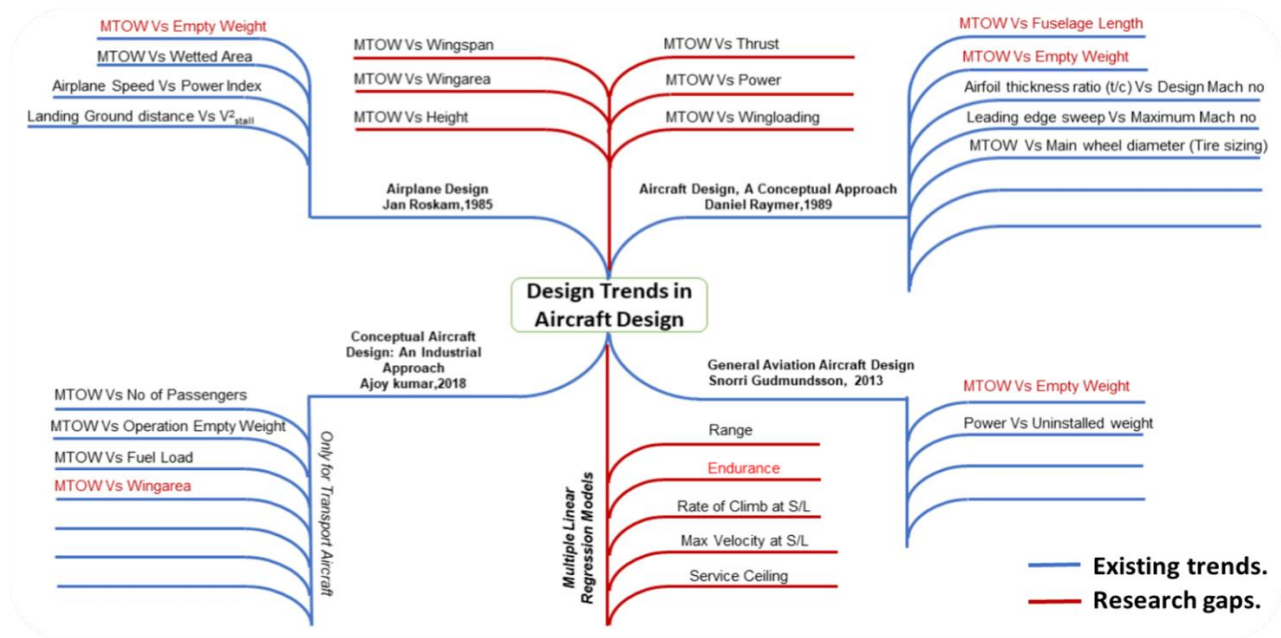 MTOW Vs Empty Weight
MTOW Vs Wetted Area
Airplane Speed Vs Power Index
Landing Ground distance Vs V²stall
Airplane Design
Jan Roskam,1985
MTOW Vs Wingspan
MTOW Vs Wingarea
MTOW Vs Height
MTOW Vs Thrust
MTOW Vs Power
MTOW Vs Wingloading
Aircraft Design, A Conceptual Approach
Daniel Raymer,1989
MTOW Vs Fuselage Length
MTOW Vs Empty Weight
Airfoil thickness ratio (t/c) Vs Design Mach no
Leading edge sweep Vs Maximum Mach no
MTOW Vs Main wheel diameter (Tire sizing)
Design Trends in
Aircraft Design
Conceptual Aircraft
Design: An Industrial
Approach
Ajoy kumar,2018
MTOW Vs No of Passengers
MTOW Vs Operation Empty Weight
MTOW Vs Fuel Load
MTOW Vs Wingarea
Only for Transport Aircraft
Multiple Linear
Regression Models
Range
Endurance
Rate of Climb at S/L
Max Velocity at S/L
Service Ceiling
General Aviation Aircraft Design
Snorri Gudmundsson, 2013
MTOW Vs Empty Weight
Power Vs Uninstalled weight
Existing trends.
Research gaps.